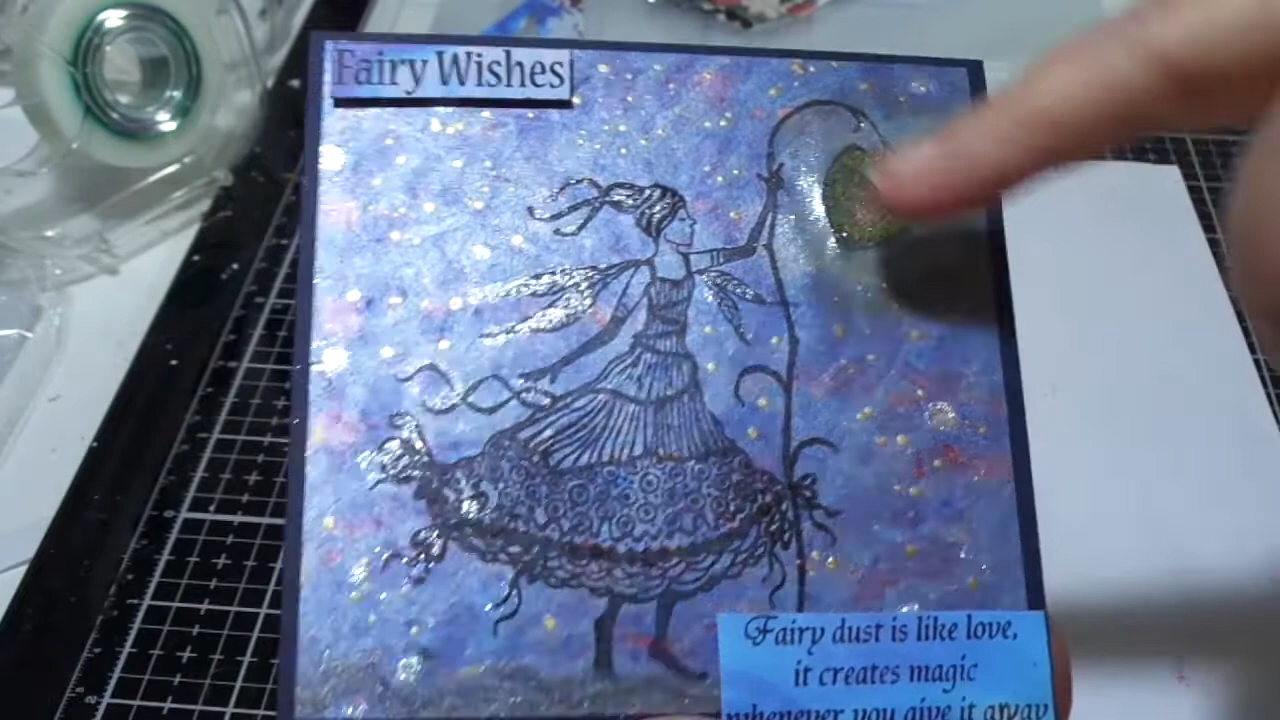 Fairy Wishes
Fairy dust is like love,
it creates magic
whenever you give it away